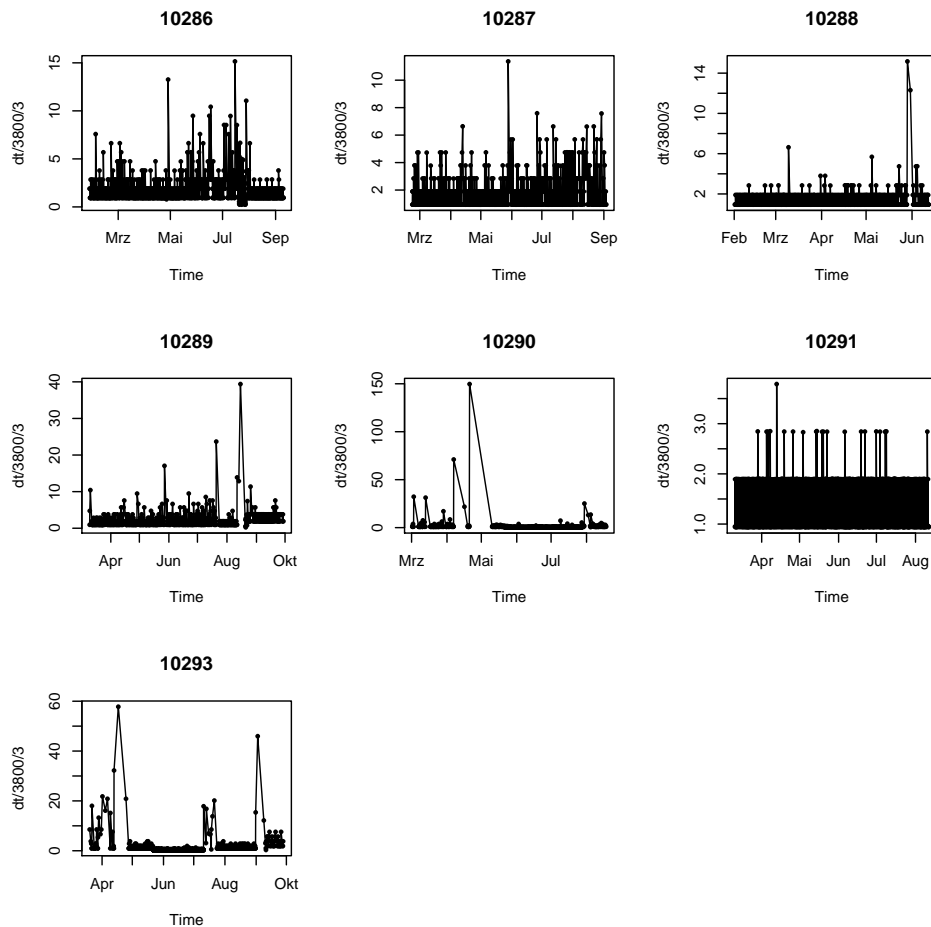 10286
dt/3800/3
0
5
10
15
Mrz
Mai
Jul
Sep
Time
10287
dt/3800/3
2
4
6
8
10
Mrz
Mai
Jul
Sep
Time
10288
dt/3800/3
2
6
10
14
Feb
Mrz
Apr
Mai
Jun
Time
10289
dt/3800/3
0
10
20
30
40
Apr
Jun
Aug
Okt
Time
10290
dt/3800/3
0
50
100
150
Mrz
Mai
Jul
Time
10291
dt/3800/3
1.0
2.0
3.0
Apr
Mai
Jun
Jul
Aug
Time
10293
dt/3800/3
0
20
40
60
Apr
Jun
Aug
Okt
Time